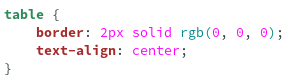 table {
    border: 2px solid rgb(0, 0, 0);
    text-align: center;
}